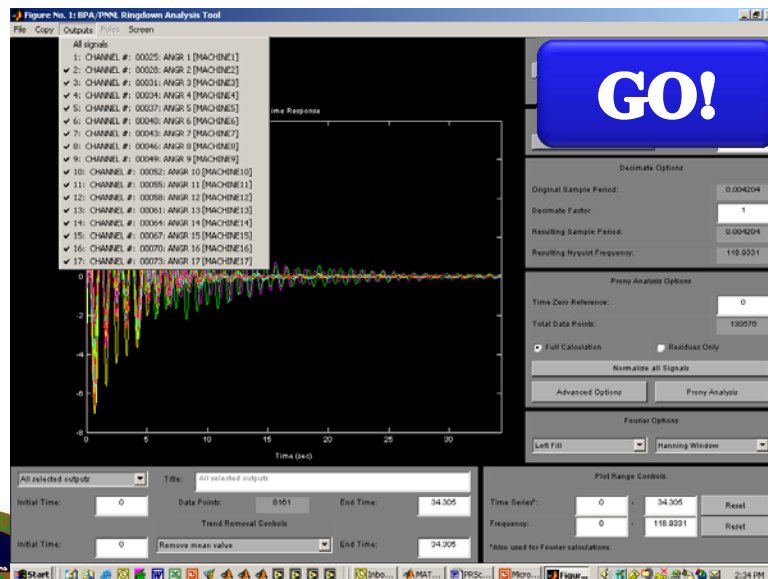 Figure No. 1: BPA/PNNL Ringdown Analysis Tool
File Copy Outputs Poles Screen
All signals
1: CHANNEL #: 00025: ANGR 1 [MACHINE1]
2: CHANNEL #: 00028: ANGR 2 [MACHINE2]
3: CHANNEL #: 00031: ANGR 3 [MACHINE3]
4: CHANNEL #: 00034: ANGR 4 [MACHINE4]
5: CHANNEL #: 00037: ANGR 5 [MACHINE5]
6: CHANNEL #: 00040: ANGR 6 [MACHINE6]
7: CHANNEL #: 00043: ANGR 7 [MACHINE7]
8: CHANNEL #: 00046: ANGR 8 [MACHINE8]
9: CHANNEL #: 00049: ANGR 9 [MACHINE9]
10: CHANNEL #: 00052: ANGR 10 [MACHINE10]
11: CHANNEL #: 00055: ANGR 11 [MACHINE11]
12: CHANNEL #: 00058: ANGR 12 [MACHINE12]
13: CHANNEL #: 00061: ANGR 13 [MACHINE13]
14: CHANNEL #: 00064: ANGR 14 [MACHINE14]
15: CHANNEL #: 00067: ANGR 15 [MACHINE15]
16: CHANNEL #: 00070: ANGR 16 [MACHINE16]
17: CHANNEL #: 00073: ANGR 17 [MACHINE17]
ime Response
0
-2
-4
-6
-8
0 5 10 15 20 25 30
Time (sec)
GO!
Decimate Options
Original Sample Period: 0.004204
Decimate Factor: 1
Resulting Sample Period: 0.004204
Resulting Nyquist Frequency: 118.9331
Prony Analysis Options
Time Zero Reference: 0
Total Data Points: 130576
Full Calculation Residues Only
Normalize all Signals
Advanced Options Prony Analysis
Fourier Options
Left Fill Hanning Window
All selected outputs Title: All selected outputs
Initial Time: 0 Data Points: 8161 End Time: 34.305
Trend Removal Controls
Initial Time: 0 Remove mean value End Time: 34.305
Plot Range Controls
Time Series*: 0 - 34.305 Reset
Frequency: 0 - 118.9331 Reset
*Also used for Fourier calculations.
Start Inbo... MAT... PRSc... Micro... Figur... 2:34 PM